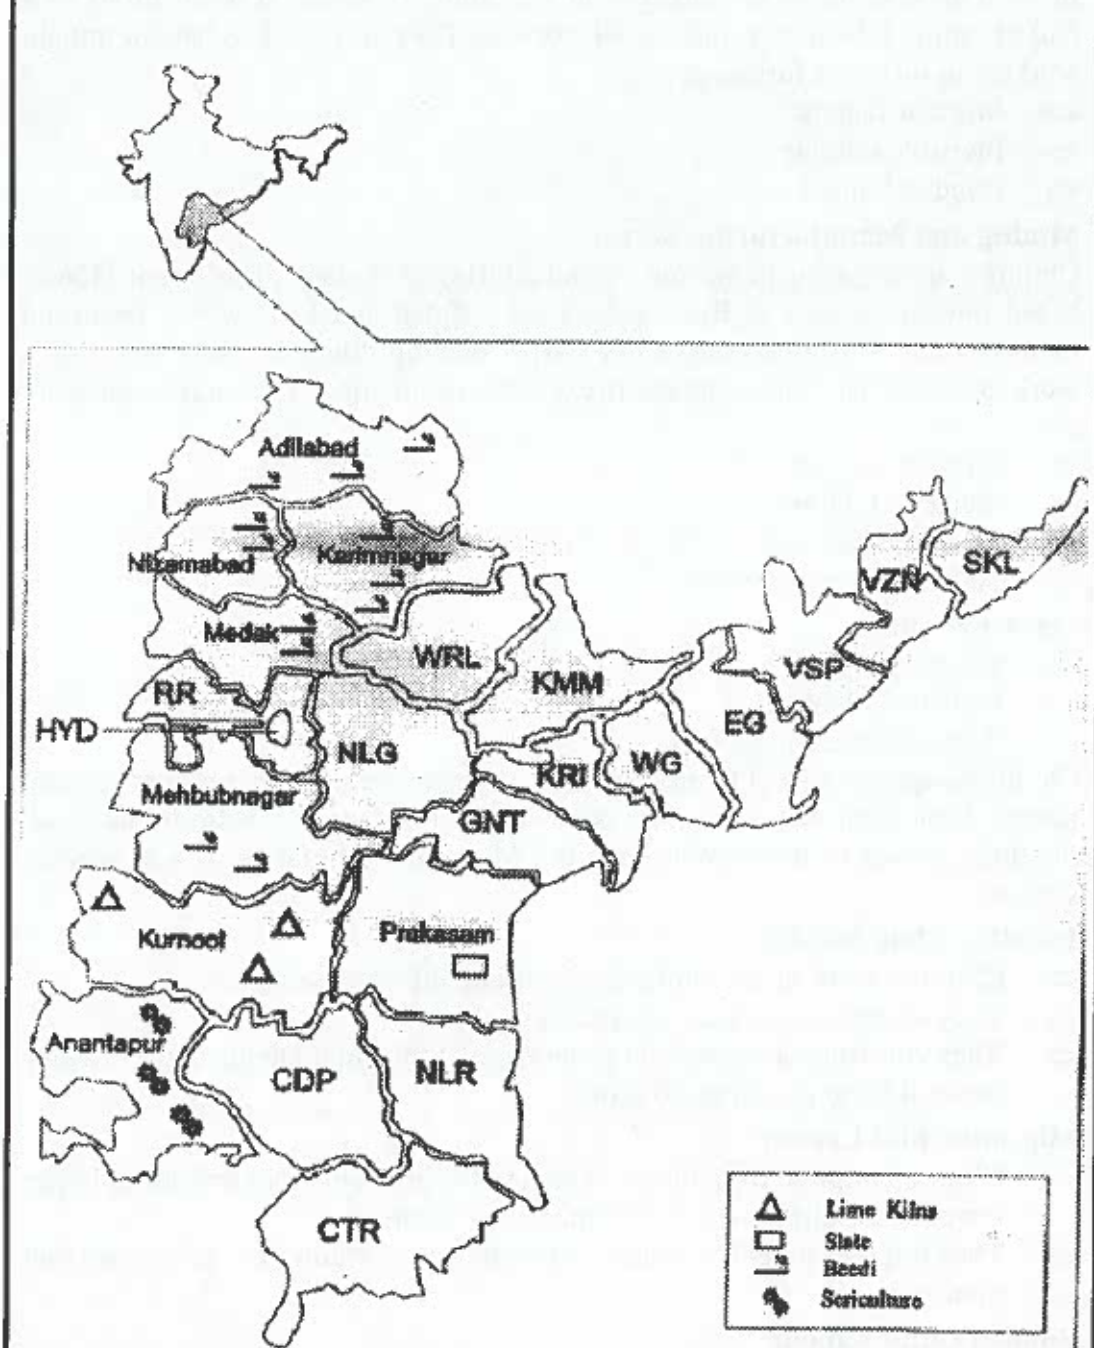 Adilabad
Karimnagar
Nizamabad
SKL
VZN
Medak
WRL
VSP
KMM
RR
EG
HYD
NLG
KRI
WG
Mehbubnagar
GNT
Kurnool
Prakasam
Anantapur
CDP
NLR
CTR
Lime Kilns
Slate
Beedi
Sericulture